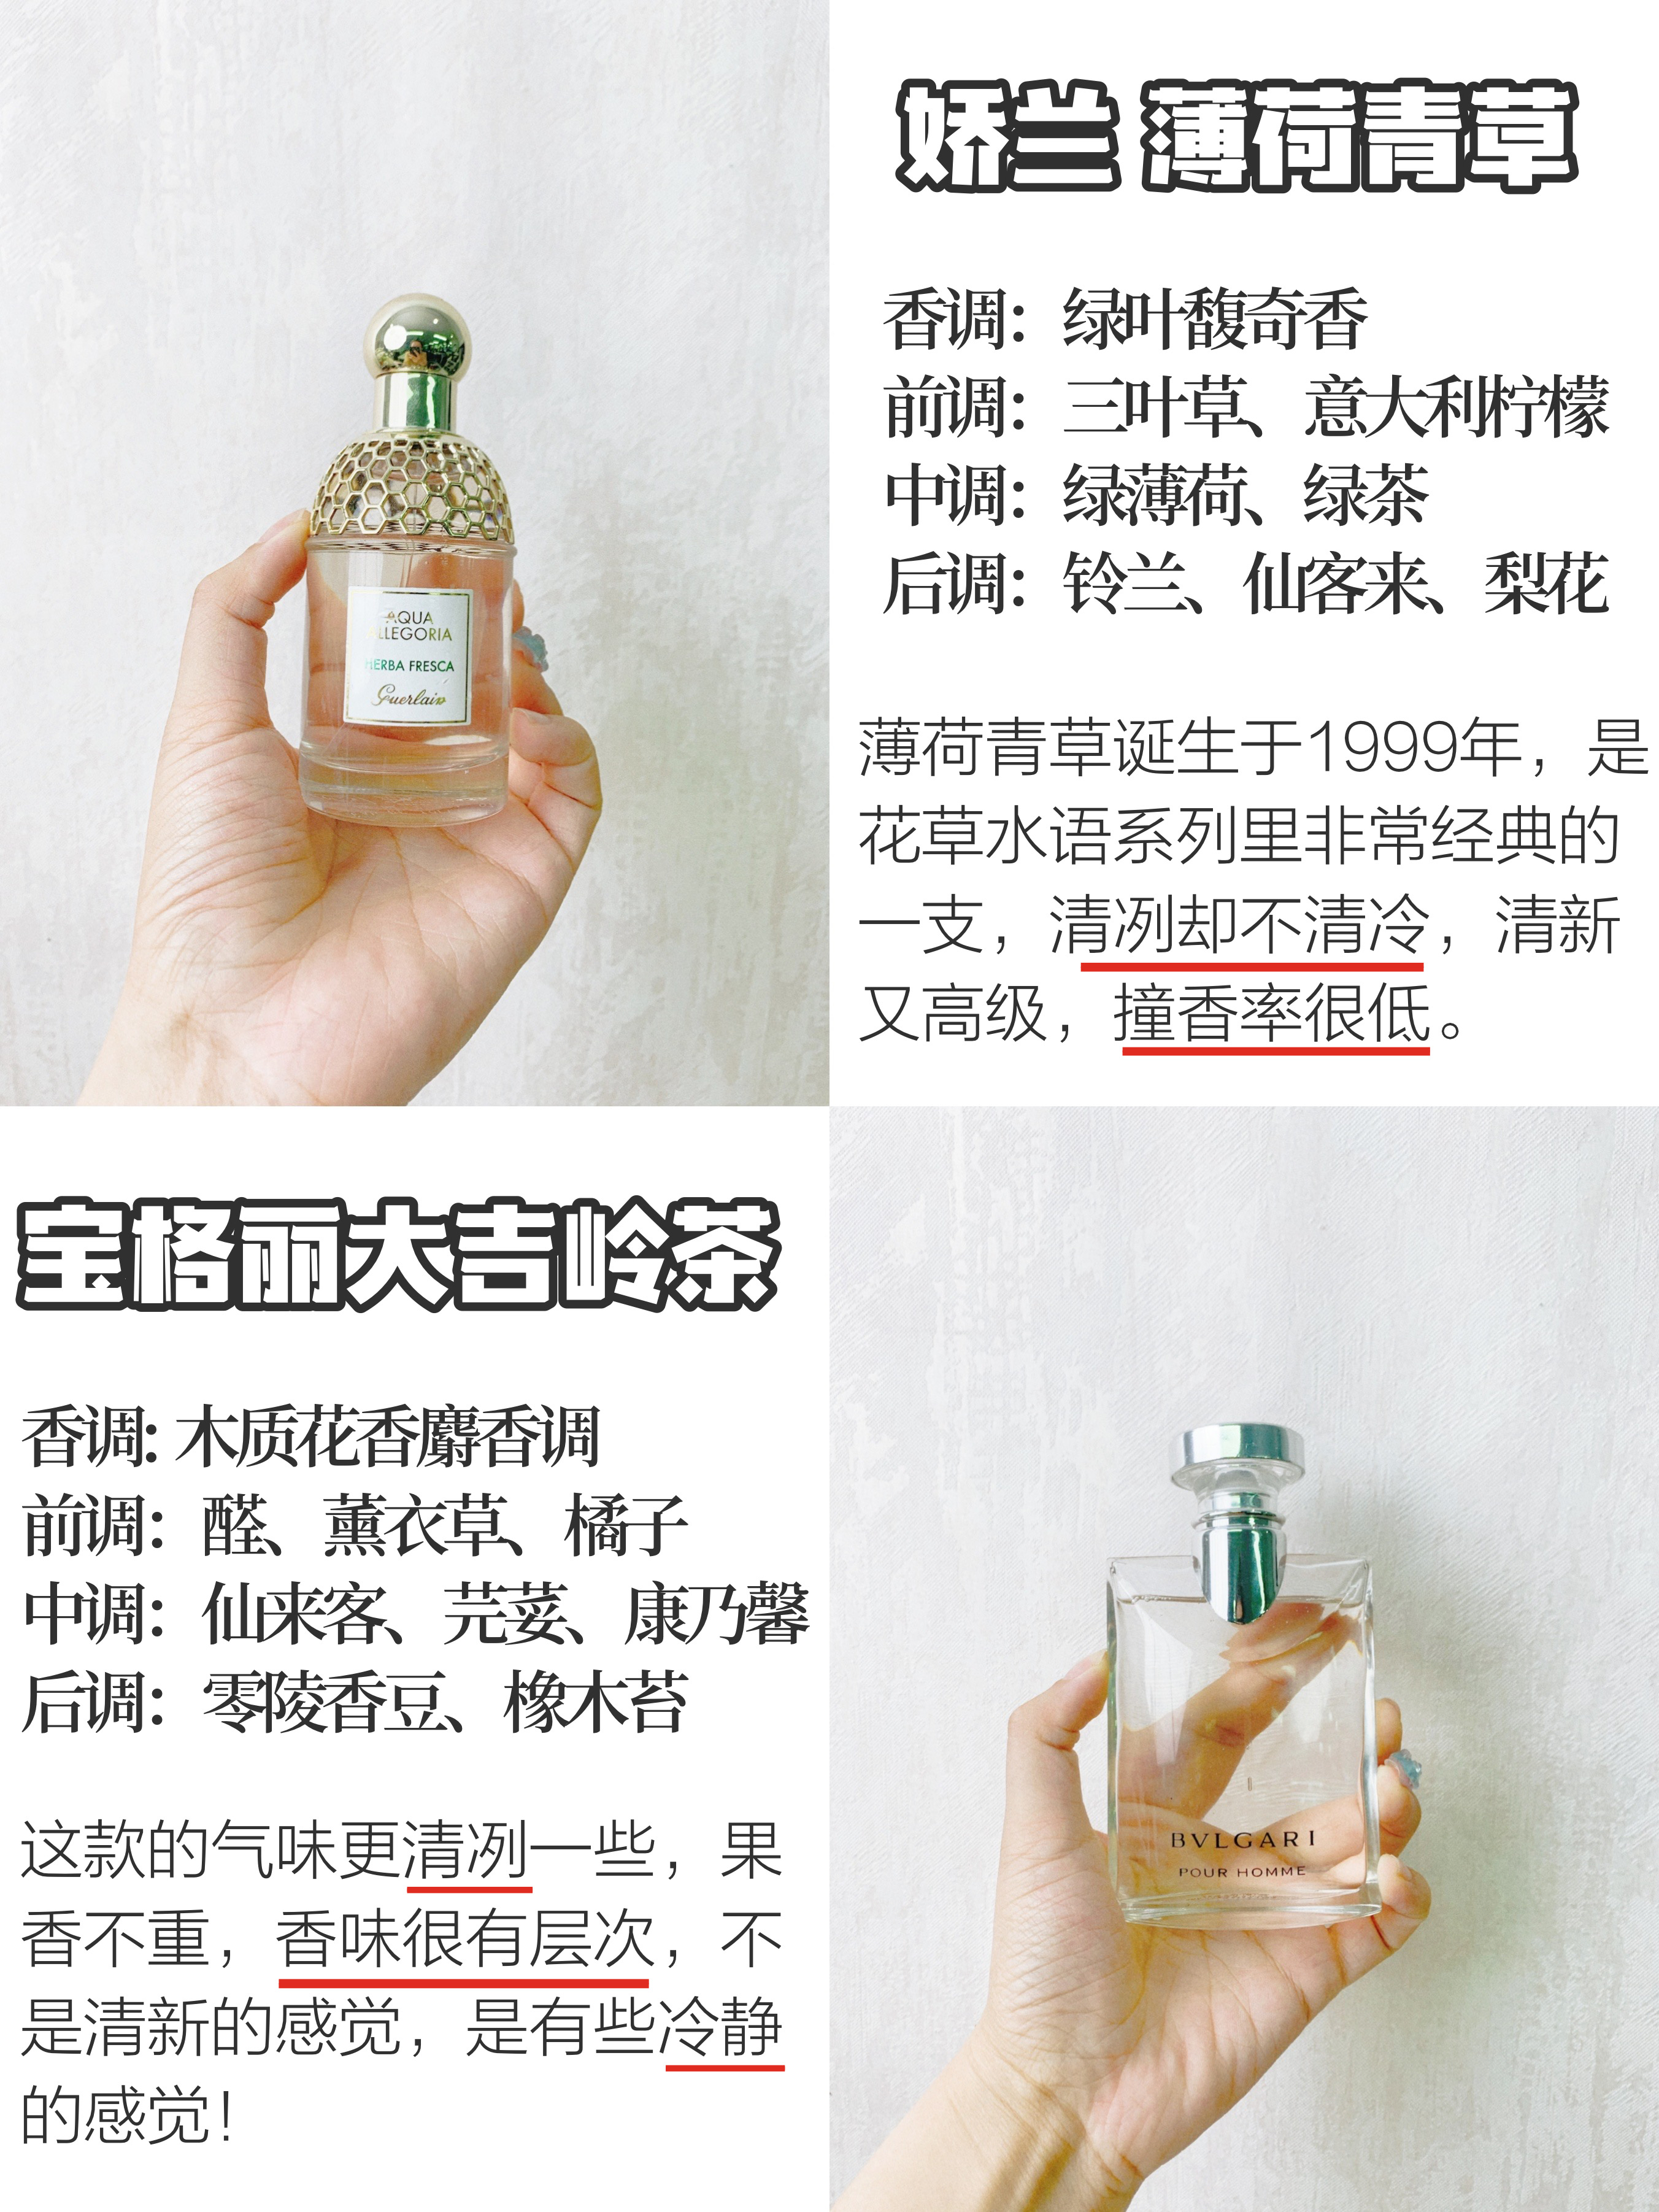 AQUA
ALLEGORIA
HERBA FRESCA
Guerlain
娇兰 薄荷青草
香调：绿叶馥奇香
前调：三叶草、意大利柠檬
中调：绿薄荷、绿茶
后调：铃兰、仙客来、梨花
薄荷青草诞生于1999年，是
花草水语系列里非常经典的
一支，清冽却不清冷，清新
又高级，撞香率很低。
宝格丽大吉岭茶
香调：木质花香麝香调
前调：醛、薰衣草、橘子
中调：仙来客、芫荽、康乃馨
后调：零陵香豆、橡木苔
这款的气味更清冽一些，果
香不重，香味很有层次，不
是清新的感觉，是有些冷静
的感觉！
BVLGARI
POUR HOMME